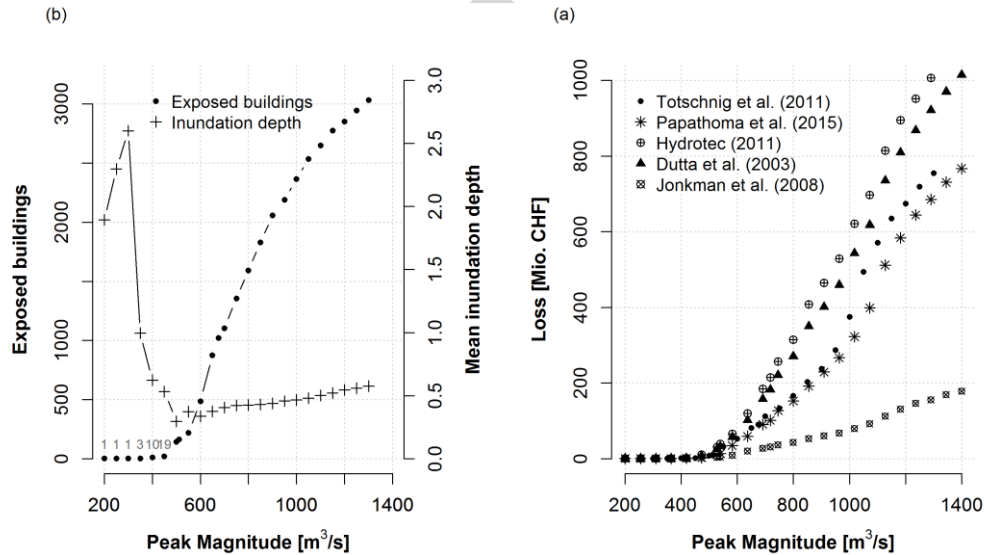 (b)
Exposed buildings
0 500 1000 2000 3000
Exposed buildings
Inundation depth
1 1 1 3 10 19
0.0 0.5 1.0 1.5 2.0 2.5 3.0
Mean inundation depth
200 600 1000 1400
Peak Magnitude [m³/s]
(a)
Loss [Mio. CHF]
0 200 400 600 800 1000
Totschnig et al. (2011)
Papathoma et al. (2015)
Hydrotec (2011)
Dutta et al. (2003)
Jonkman et al. (2008)
200 400 600 800 1000 1400
Peak Magnitude [m³/s]